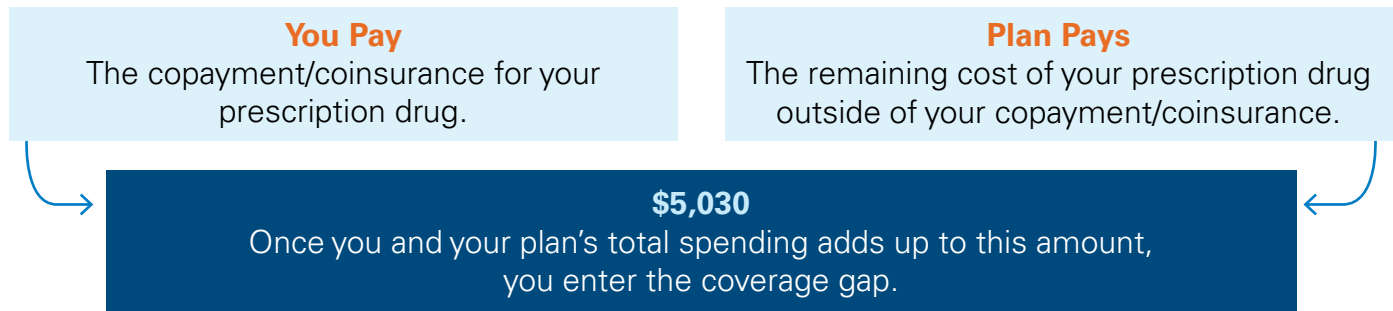 You Pay
The copayment/coinsurance for your
prescription drug.
Plan Pays
The remaining cost of your prescription drug
outside of your copayment/coinsurance.
$5,030
Once you and your plan's total spending adds up to this amount,
you enter the coverage gap.